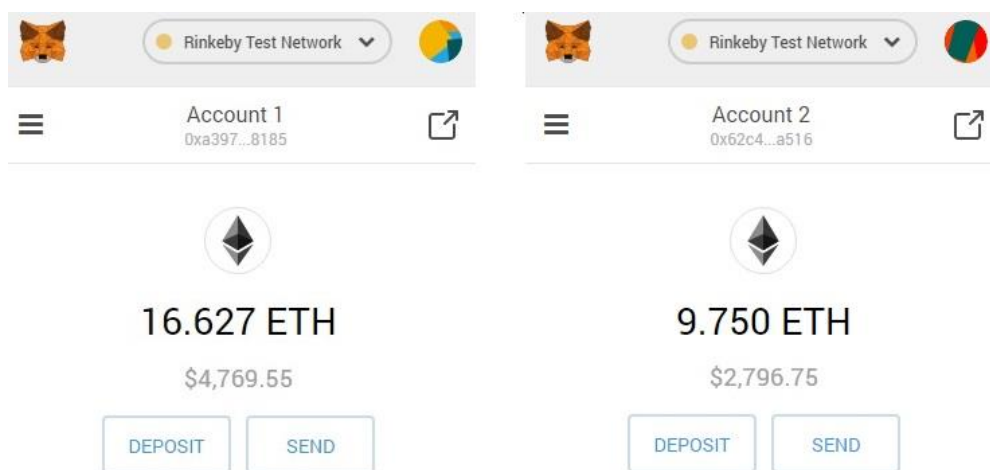 Rinkeby Test Network
Account 1
0xa397...8185
16.627 ETH
$4,769.55
DEPOSIT
SEND
Rinkeby Test Network
Account 2
0x62c4...a516
9.750 ETH
$2,796.75
DEPOSIT
SEND